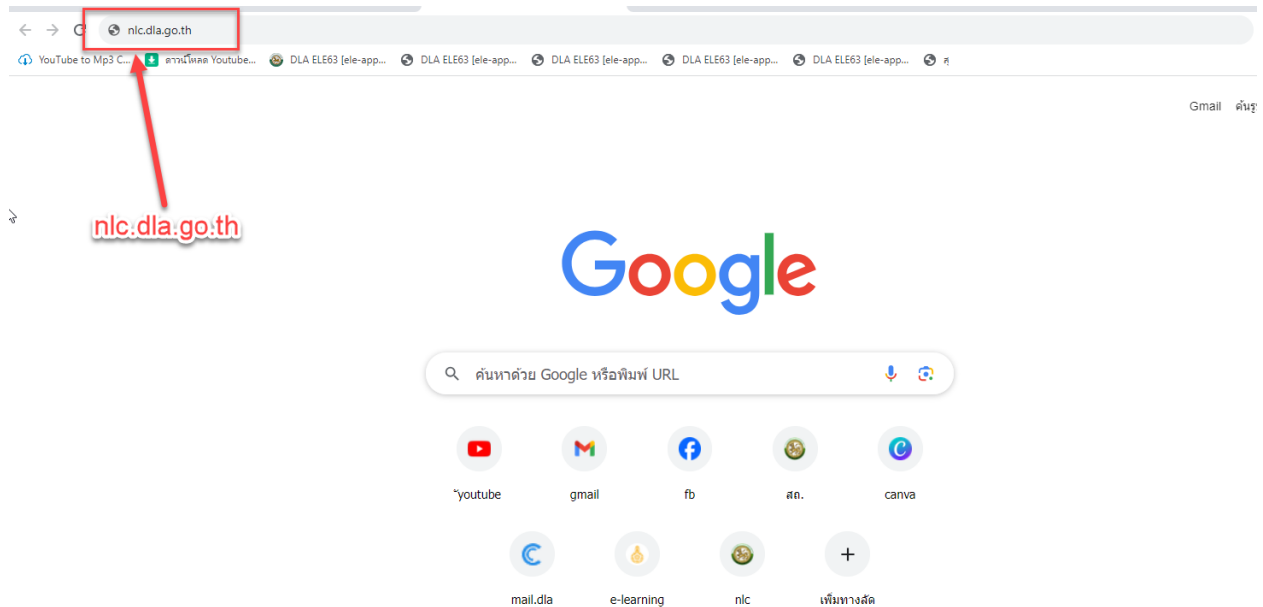 nlc.dla.go.th
YouTube to Mp3 C... ดาวน์โหลด Youtube... DLA ELE63 [ele-app... DLA ELE63 [ele-app... DLA ELE63 [ele-app... DLA ELE63 [ele-app... DLA ELE63 [ele-app...
Gmail
nlc.dla.go.th
Google
ค้นหาด้วย Google หรือพิมพ์ URL
ัyoutube gmail fb สถ. canva
mail.dla e-learning nlc เพิ่มทางลัด